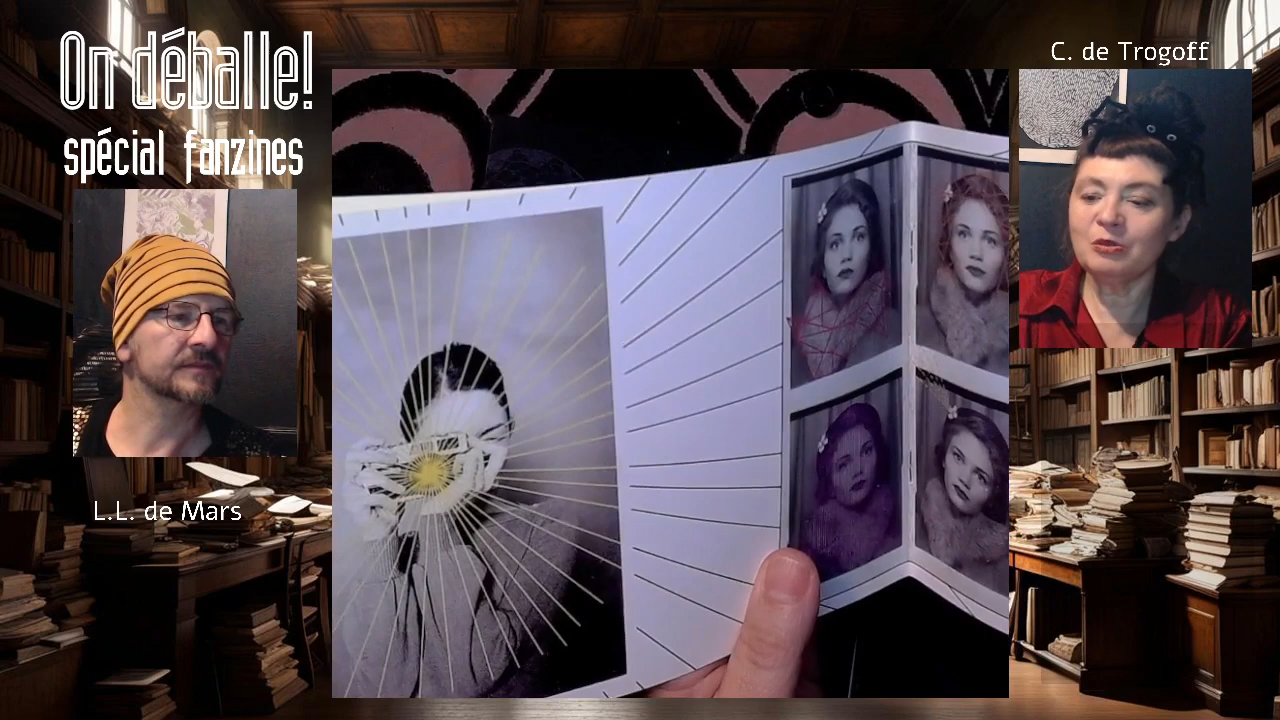 On déballe!
spécial fanzines
C. de Trogoff
L.L. de Mars